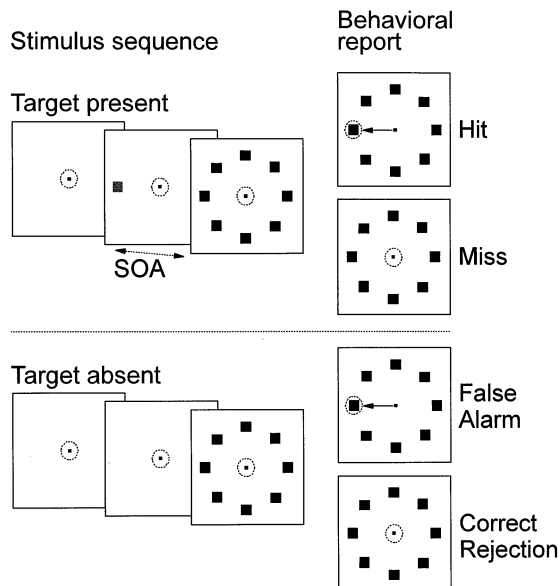 Stimulus sequence
Behavioral
report
Target present
Hit
SOA
Miss
Target absent
False
Alarm
Correct
Rejection